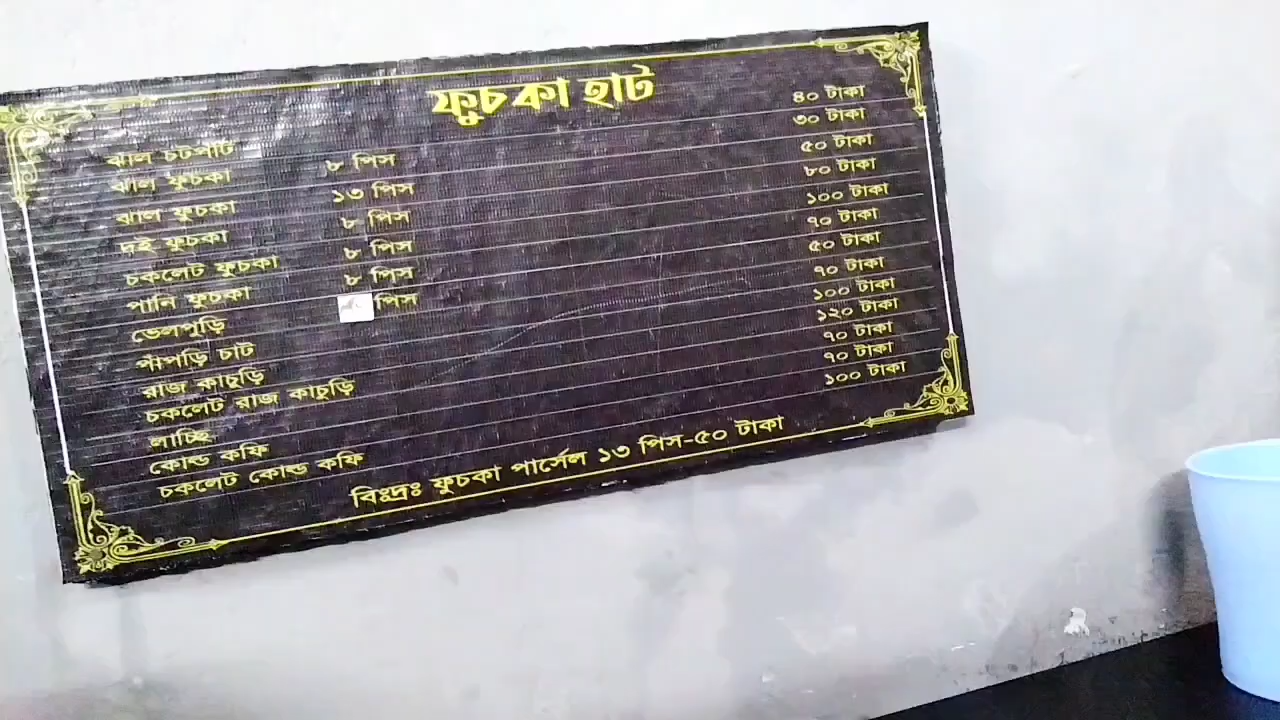 ফুচকা হাট
ঝাল চটপটি ৪০ টাকা
ঝাল ফুচকা ৮ পিস ৩০ টাকা
ঝাল ফুচকা ১৩ পিস ৫০ টাকা
দই ফুচকা ৮ পিস ৮০ টাকা
চকলেট ফুচকা ৮ পিস ১০০ টাকা
পানি ফুচকা ৮ পিস ৭০ টাকা
ভেলপুড়ি পিস ৫০ টাকা
পাঁপড়ি চাট ৭০ টাকা
রাজ কাচুড়ি ১০০ টাকা
চকলেট রাজ কাচুড়ি ১২০ টাকা
লাচ্ছি ৭০ টাকা
কোল্ড কফি ৭০ টাকা
চকলেট কোল্ড কফি ১০০ টাকা
বিঃদ্রঃ ফুচকা পার্সেল ১৩ পিস-৫০ টাকা